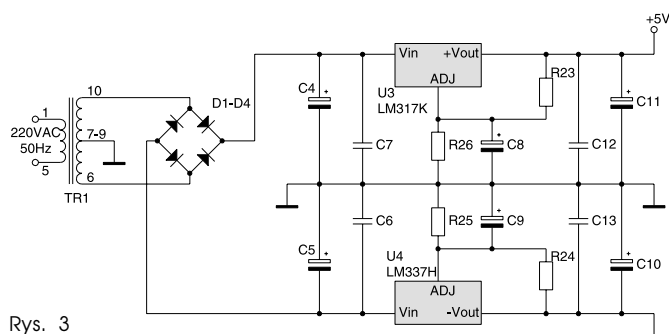 +5V
10
D1-D4
Vin
+Vout
ADJ
R23
C4
U3
LM317K
C11
1
220VAC
50Hz
5
7-9
6
TR1
C7
R26
C8
C12
C6
R25
C9
C13
C5
U4
LM337H
R24
C10
ADJ
Vin
-Vout
Rys. 3
+
+
+
+
+
+